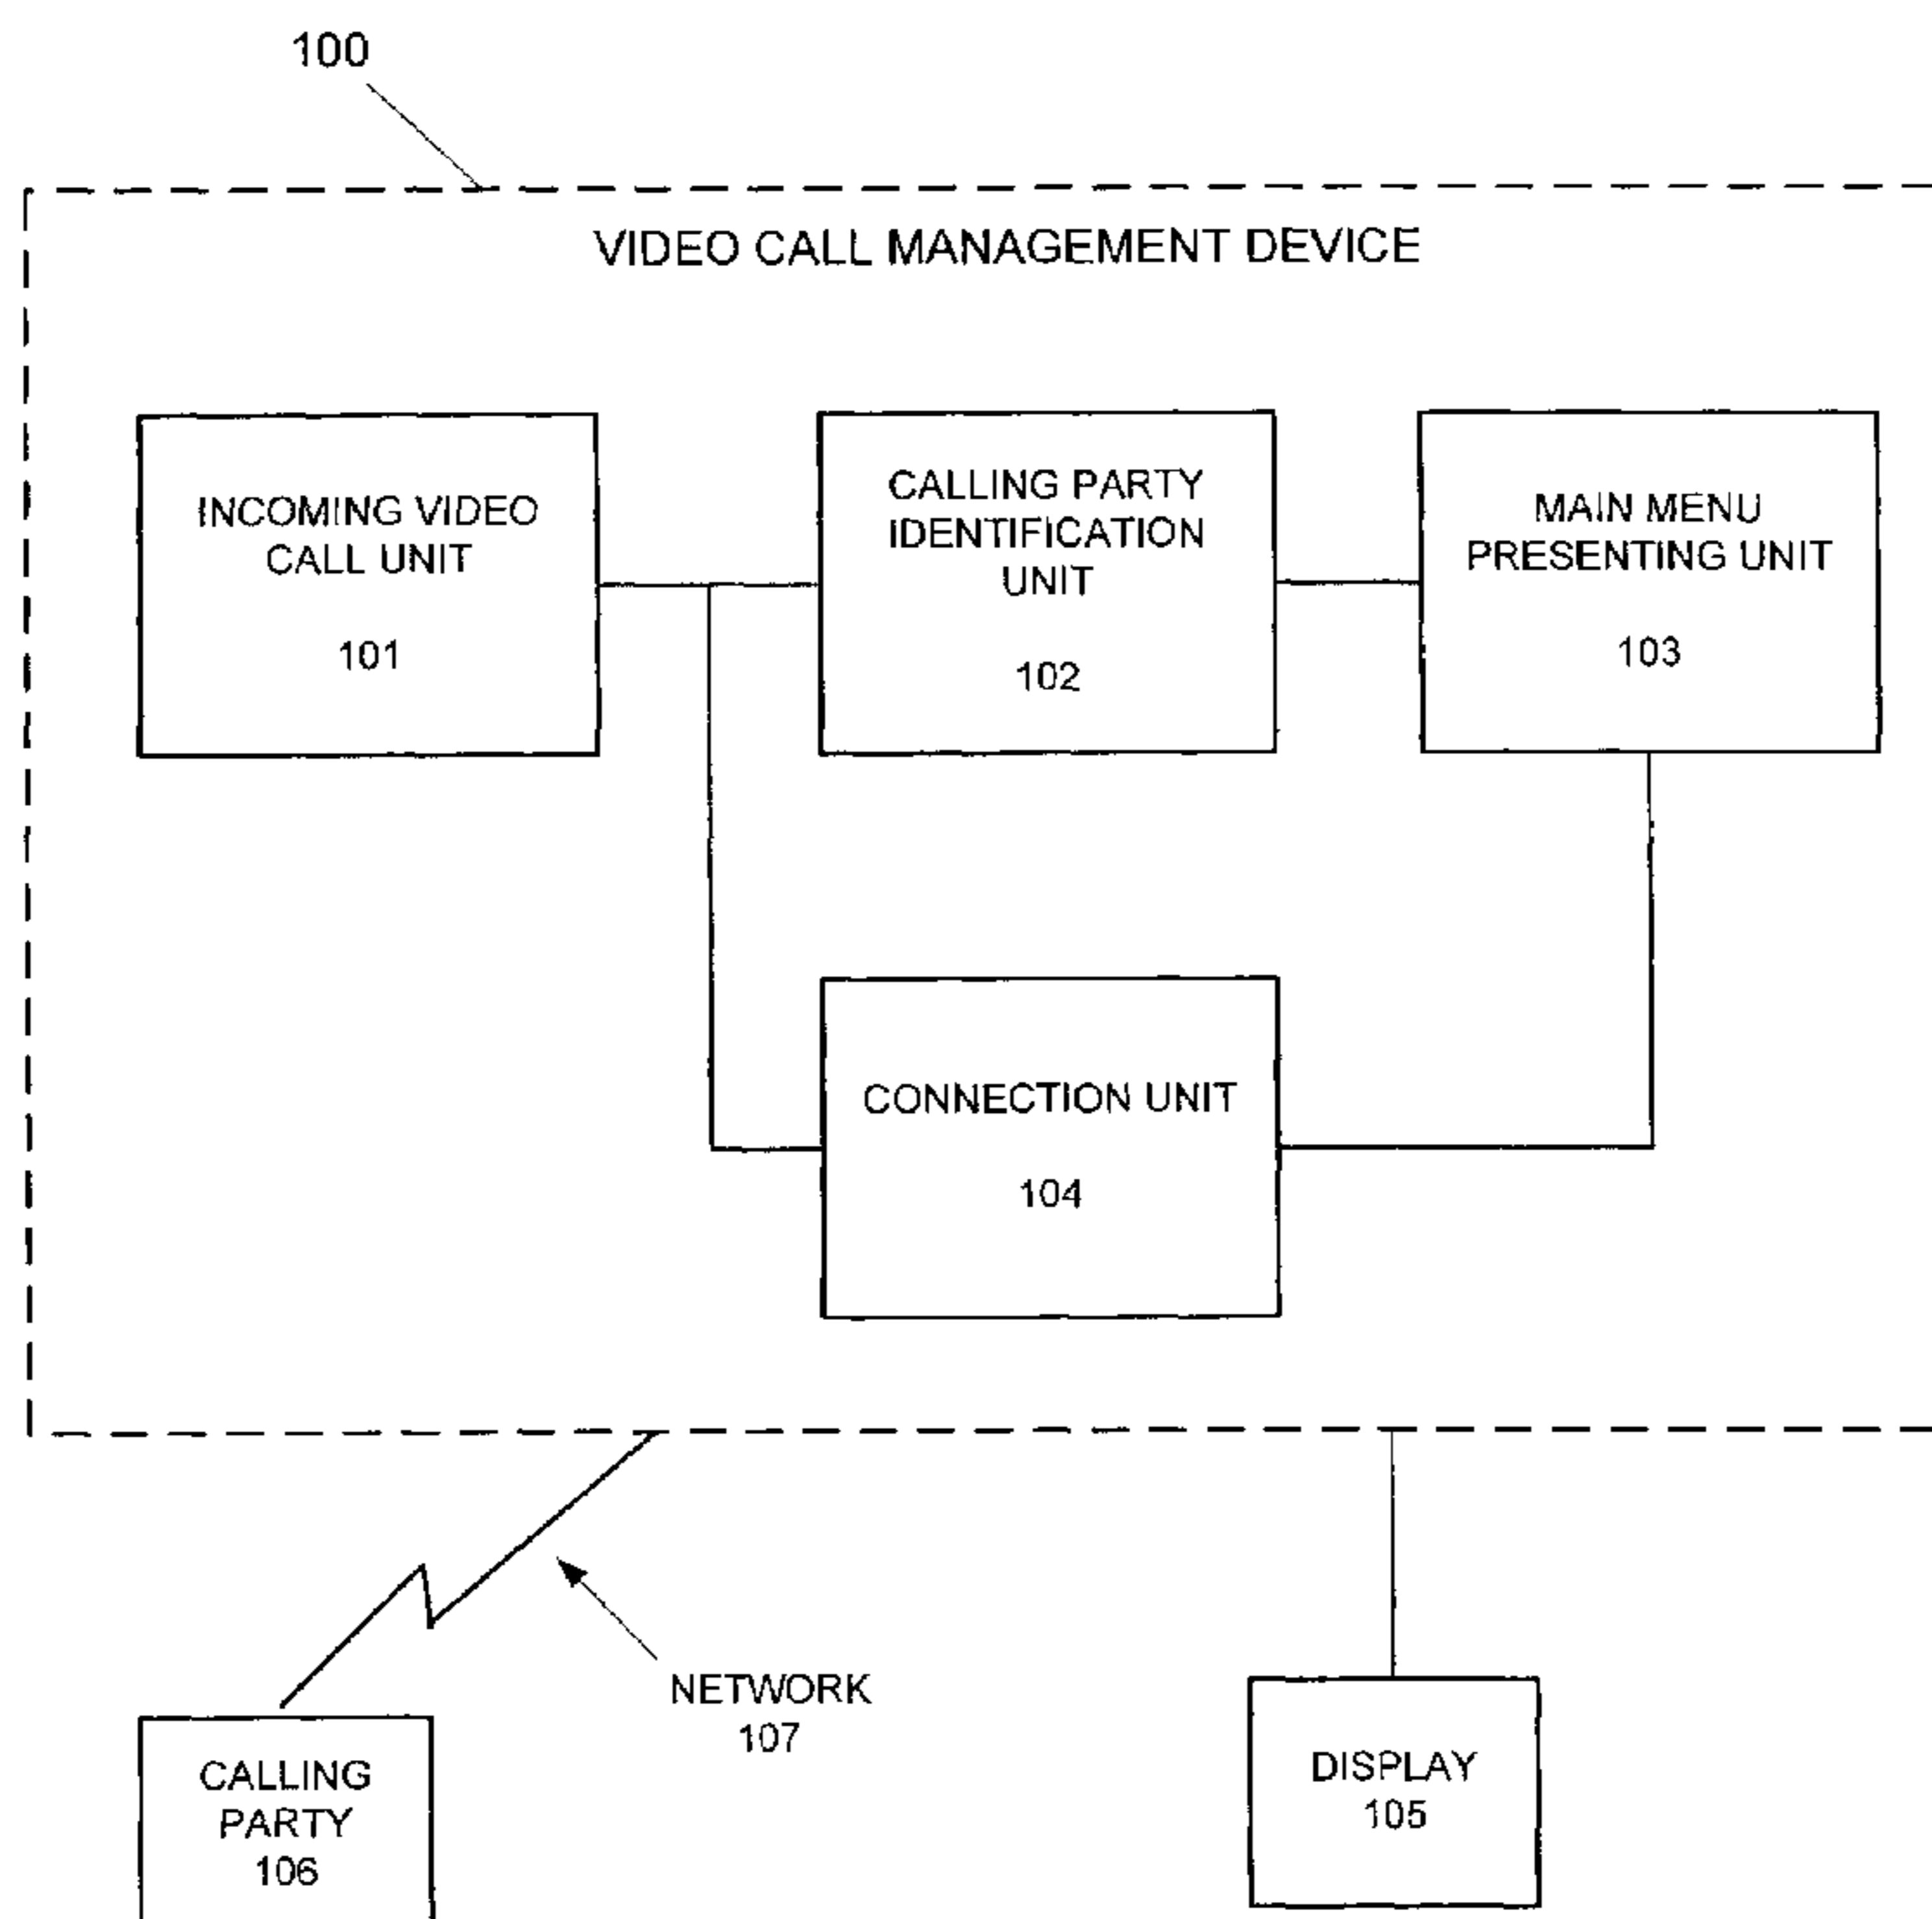 100
VIDEO CALL MANAGEMENT DEVICE
INCOMING VIDEO
CALL UNIT
101
CALLING PARTY
IDENTIFICATION
UNIT
102
MAIN MENU
PRESENTING UNIT
103
CONNECTION UNIT
104
NETWORK
107
CALLING
PARTY
106
DISPLAY
105